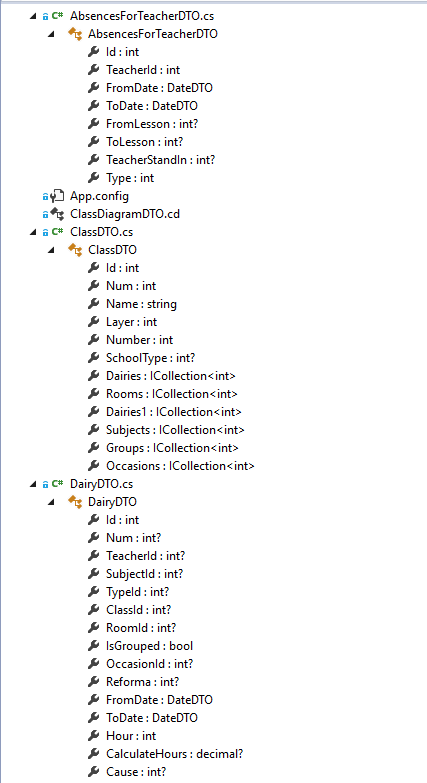 C# AbsencesForTeacherDTO.cs
AbsencesForTeacherDTO
Id : int
TeacherId : int
FromDate : DateDTO
ToDate : DateDTO
FromLesson : int?
ToLesson : int?
TeacherStandIn : int?
Type : int
App.config
ClassDiagramDTO.cd
C# ClassDTO.cs
ClassDTO
Id : int
Num : int
Name : string
Layer : int
Number : int
SchoolType : int?
Dairies : ICollection<int>
Rooms : ICollection<int>
Dairies1 : ICollection<int>
Subjects : ICollection<int>
Groups : ICollection<int>
Occasions : ICollection<int>
C# DairyDTO.cs
DairyDTO
Id : int
Num : int?
TeacherId : int?
SubjectId : int?
TypeId : int?
ClassId : int?
RoomId : int?
IsGrouped : bool
OccasionId : int?
Reforma : int?
FromDate : DateDTO
ToDate : DateDTO
Hour : int
CalculateHours : decimal?
Cause : int?